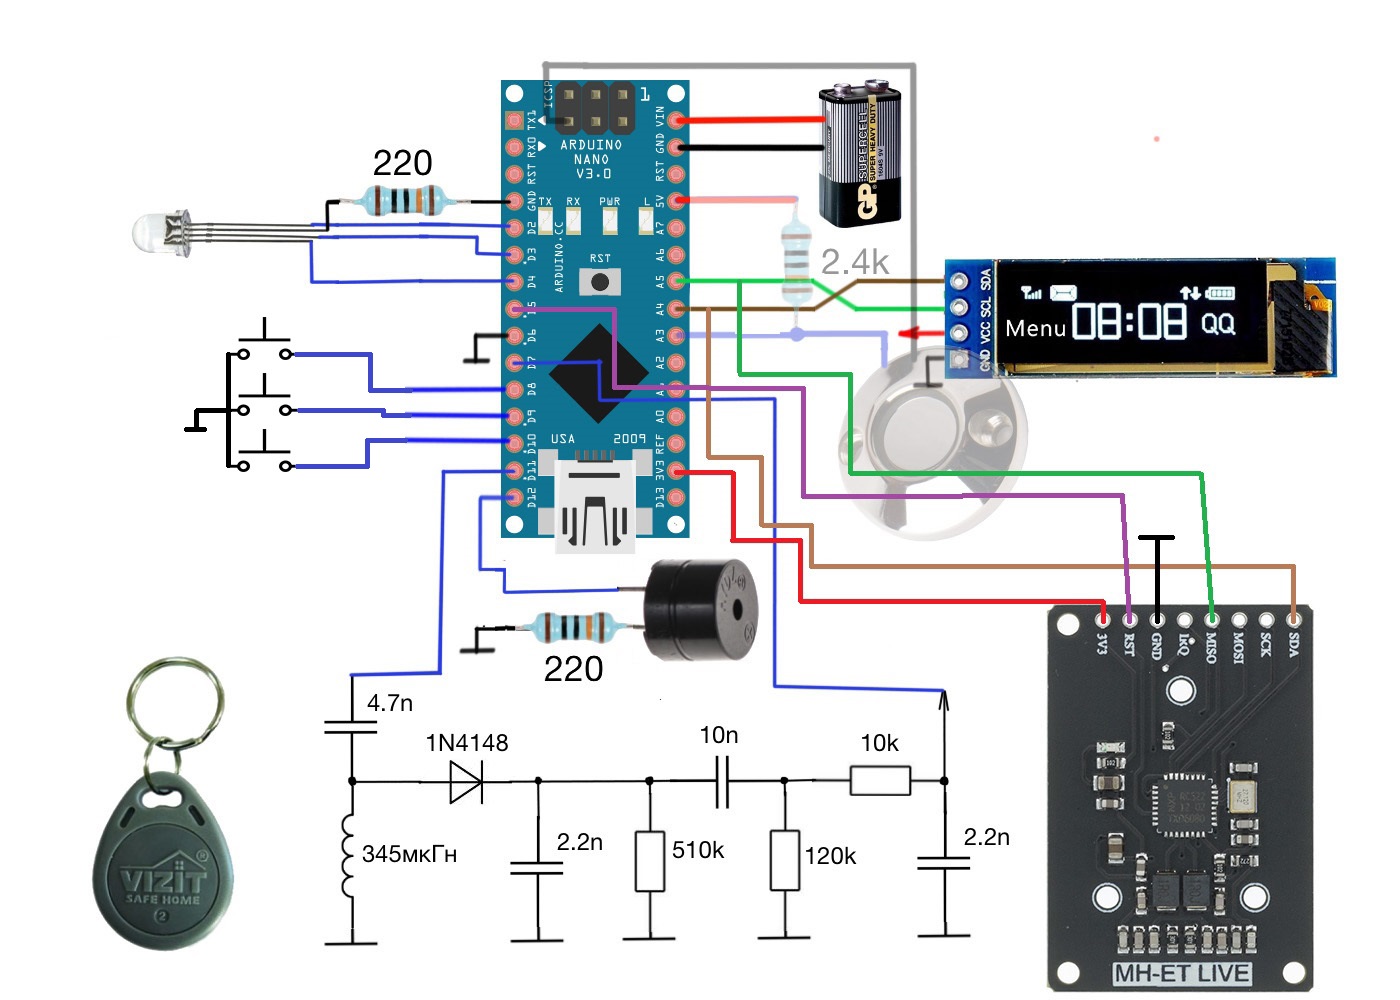 220
ICSP
1
ARDUINO
NANO
V3.0
TX
RX
PWR
L
RST
ARDUINO.CC
USA
2009
TX1
RX0
RST
GND
D2
D3
D4
D5
D6
D7
D8
D9
D10
D11
D12
VIN
GND
RST
5V
A7
A6
A5
A4
A3
A2
A0
REF
3V3
D13
GP
SUPERCELL
SUPER HEAVY DUTY
2.4k
SDA
SCL
VCC
GND
Menu 08:08 QQ
220
4.7n
1N4148
10n
10k
345мкГн
2.2n
510k
120k
2.2n
VIZIT
®
SAFE HOME
2
3V3
RST
GND
IRQ
MISO
MOSI
SCK
SDA
MH-ET LIVE